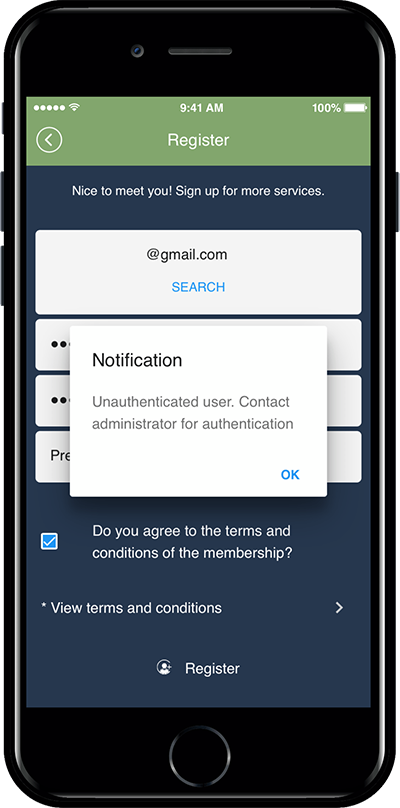 9:41 AM 100%
Register
Nice to meet you! Sign up for more services.
@gmail.com
SEARCH
Notification
Unauthenticated user. Contact
administrator for authentication
Pre
OK
Do you agree to the terms and
conditions of the membership?
* View terms and conditions
Register